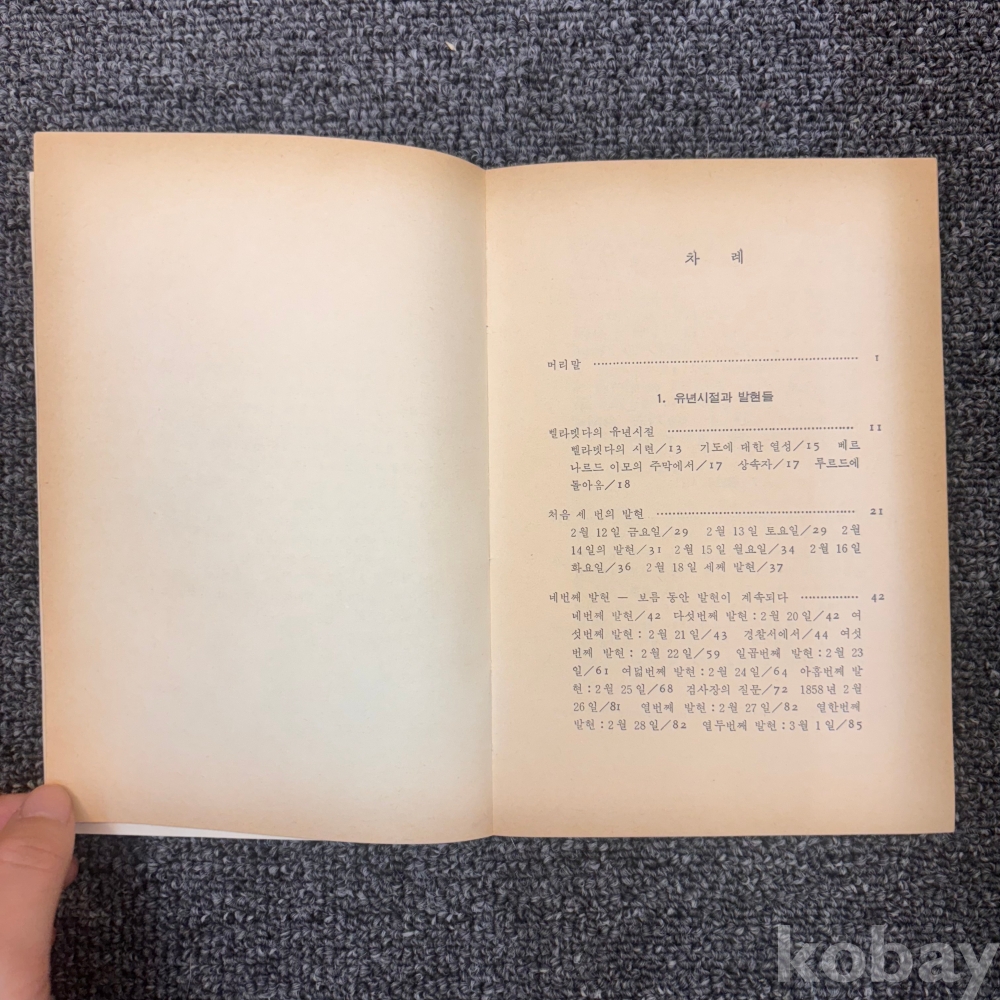 차 례
머리말 ································ 1
1. 유년시절과 발현들
벨라뎃다의 유년시절 ································ 11
벨라뎃다의 시련/13 기도에 대한 열성/15 베르
나르드 이모의 주막에서/17 상속자/17 루르드에
돌아옴/18
처음 세 번의 발현 ································ 21
2월 12일 금요일/29 2월 13일 토요일/29 2월
14일의 발현/31 2월 15일 월요일/34 2월 16일
화요일/36 2월 18일 세째 발현/37
네번째 발현 — 보름 동안 발현이 계속되다 ··············· 42
네번째 발현/42 다섯번째 발현 : 2월 20일/42 여
섯번째 발현 : 2월 21일/43 경찰서에서/44 여섯
번째 발현 : 2월 22일/59 일곱번째 발현 : 2월 23
일/61 여덟번째 발현 : 2월 24일/64 아홉번째 발
현 : 2월 25일/68 검사장의 질문/72 1858년 2월
26일/81 열번째 발현 : 2월 27일/82 열한번째
발현 : 2월 28일/82 열두번째 발현 : 3월 1일/85
kobay